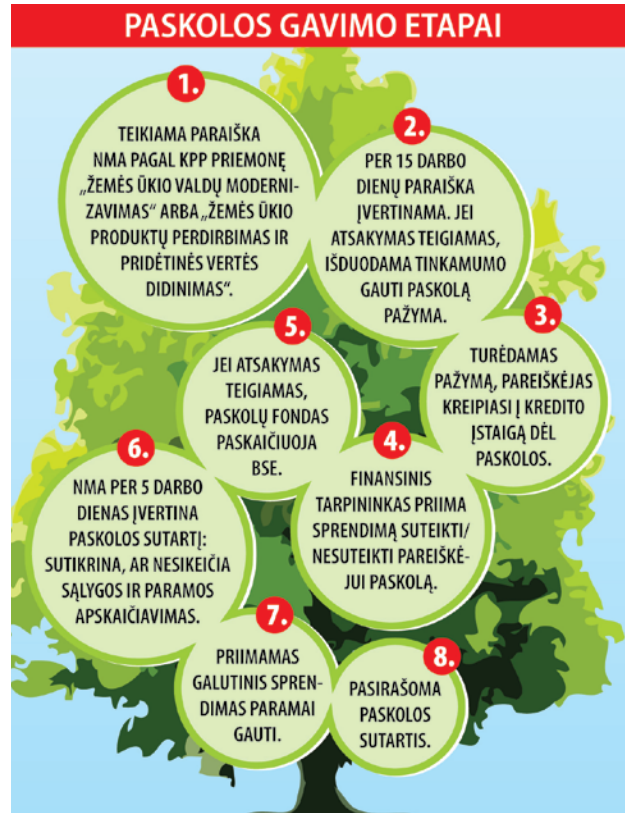 PASKOLOS GAVIMO ETAPAI
1.
TEIKIAMA PARAIŠKA
NMA PAGAL KPP PRIEMONĘ
„ŽEMĖS ŪKIO VALDŲ MODERNI-
ZAVIMAS“ ARBA „ŽEMĖS ŪKIO
PRODUKTŲ PERDIRBIMAS IR
PRIDĖTINĖS VERTĖS
DIDINIMAS“.
2.
PER 15 DARBO
DIENŲ PARAIŠKA
ĮVERTINAMA. JEI
ATSAKYMAS TEIGIAMAS,
IŠDUODAMA TINKAMUMO
GAUTI PASKOLĄ
PAŽYMA.
3.
TURĖDAMAS
PAŽYMĄ, PAREIŠKĖJAS
KREIPIASI Į KREDITO
ĮSTAIGĄ DĖL
PASKOLOS.
4.
FINANSINIS
TARPININKAS PRIIMA
SPRENDIMĄ SUTEIKTI/
NESUTEIKTI PAREIŠKĖ-
JUI PASKOLĄ.
5.
JEI ATSAKYMAS
TEIGIAMAS,
PASKOLŲ FONDAS
PASKAIČIUOJA
BSE.
6.
NMA PER 5 DARBO
DIENAS ĮVERTINA
PASKOLOS SUTARTĮ:
SUTIKRINA, AR NESIKEIČIA
SĄLYGOS IR PARAMOS
APSKAIČIAVIMAS.
7.
PRIIMAMAS
GALUTINIS SPREN-
DIMAS PARAMAI
GAUTI.
8.
PASIRAŠOMA
PASKOLOS
SUTARTIS.